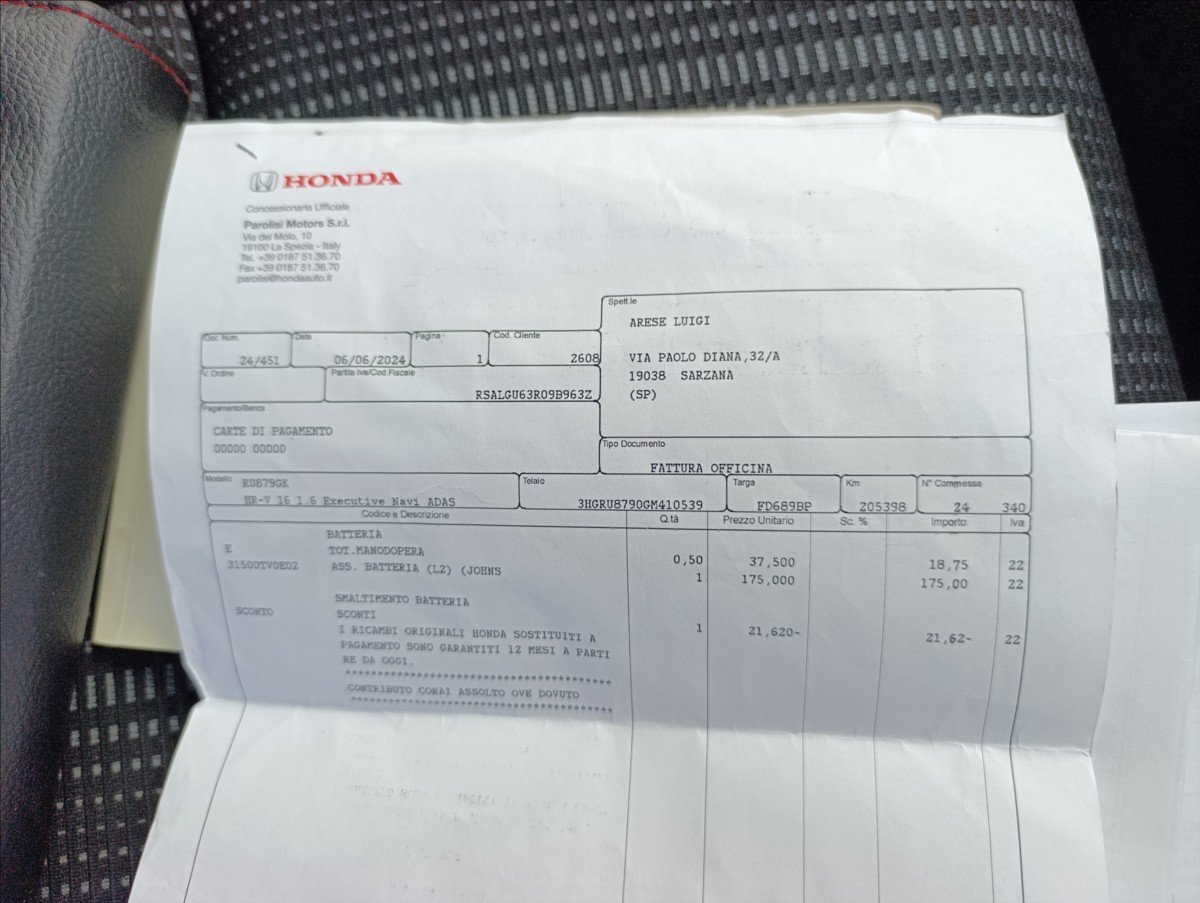 HONDA
Concessionaria Ufficiale
Parolisi Motors S.r.l.
Via del Molo, 10
19100 La Spezia - Italy
Tel. +39 0187 51.36.70
Fax +39 0187 51.36.70
parolisi@hondaauto.it
Spett.le
ARESE LUIGI
VIA PAOLO DIANA,32/A
19038 SARZANA
(SP)
Doc. Num. Data Pagina Cod. Cliente
24/451 06/06/2024 1 2608
V. Ordine Partita Iva/Cod.Fiscale
RSALGU63R09B963Z
Pagamento/Banca
CARTE DI PAGAMENTO
00000 00000
Tipo Documento
FATTURA OFFICINA
Modello Telaio Targa Km N° Commessa
RU879GK
HR-V 16 1.6 Executive Navi ADAS 3HGRU8790GM410539 FD689BP 205398 24 340
Codice e Descrizione Q.tà Prezzo Unitario Sc. % Importo Iva
BATTERIA
E TOT.MANODOPERA 0,50 37,500 18,75 22
31500TV0E02 ASS. BATTERIA (L2) (JOHNS 1 175,000 175,00 22
SMALTIMENTO BATTERIA
SCONTO SCONTI 1 21,620- 21,62- 22
I RICAMBI ORIGINALI HONDA SOSTITUITI A
PAGAMENTO SONO GARANTITI 12 MESI A PARTI
RE DA OGGI.
****************************************
CONTRIBUTO CONAI ASSOLTO OVE DOVUTO
****************************************